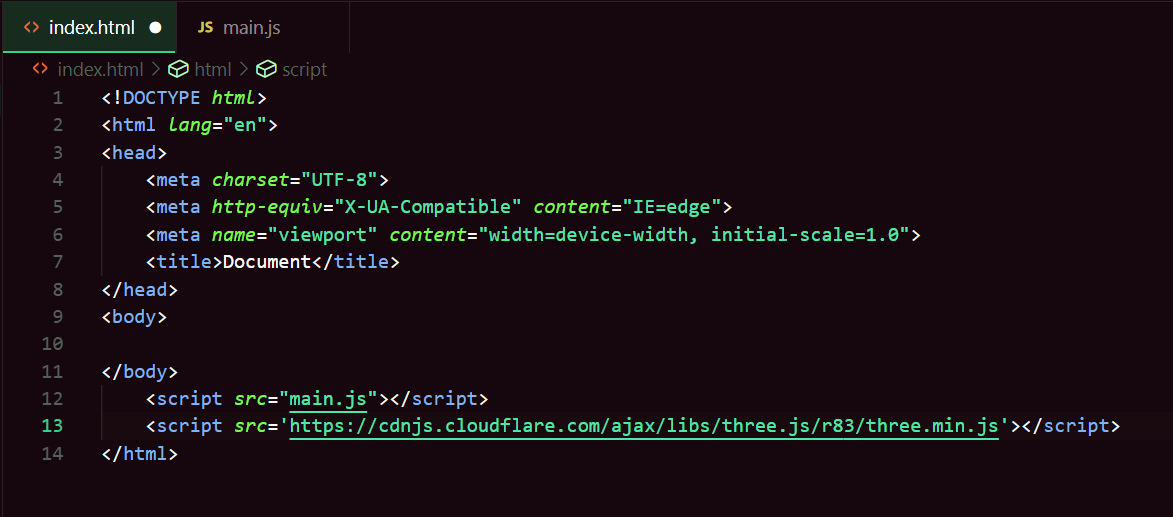 index.html ● JS main.js
<> index.html > html > script
1 <!DOCTYPE html>
2 <html lang="en">
3 <head>
4     <meta charset="UTF-8">
5     <meta http-equiv="X-UA-Compatible" content="IE=edge">
6     <meta name="viewport" content="width=device-width, initial-scale=1.0">
7     <title>Document</title>
8 </head>
9 <body>
10
11 </body>
12     <script src="main.js"></script>
13     <script src='https://cdnjs.cloudflare.com/ajax/libs/three.js/r83/three.min.js'></script>
14 </html>